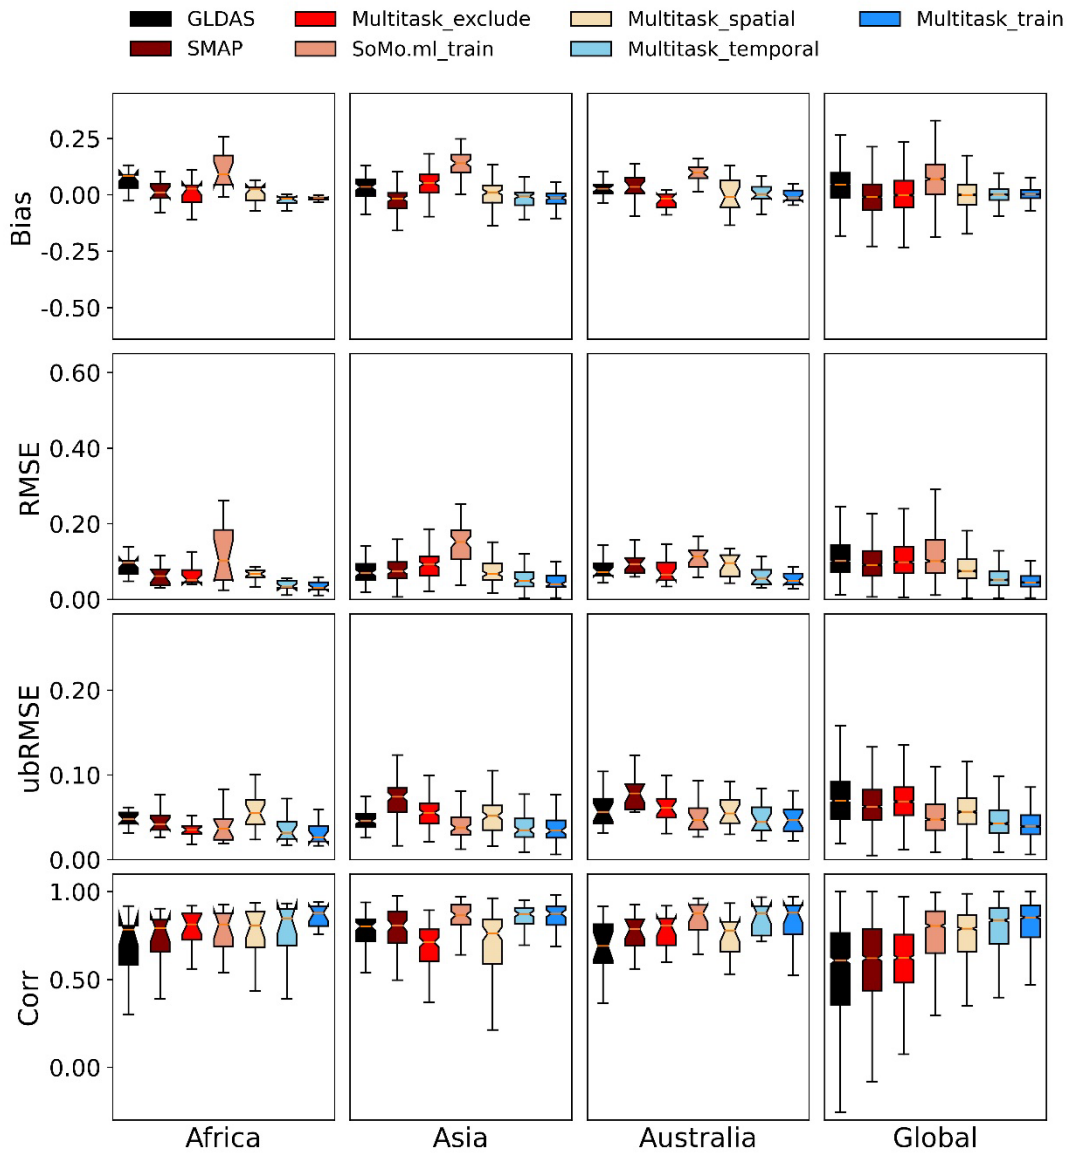 GLDAS Multitask_exclude Multitask_spatial Multitask_train
SMAP SoMo.ml_train Multitask_temporal
Bias
0.25
0.00
-0.25
-0.50
RMSE
0.60
0.40
0.20
0.00
ubRMSE
0.20
0.10
0.00
Corr
1.00
0.50
0.00
Africa Asia Australia Global